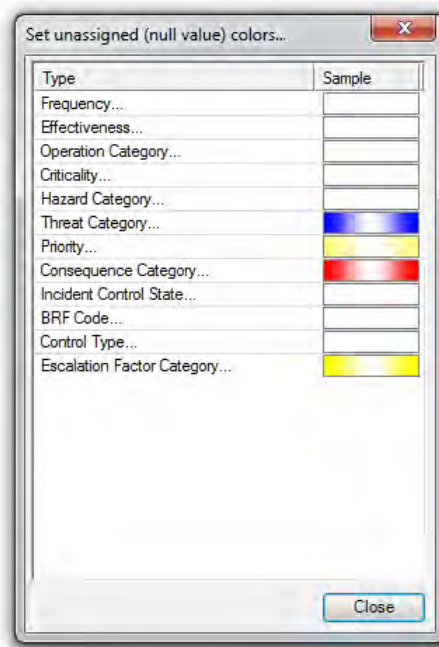 Set unassigned (null value) colors...
Type Sample
Frequency...
Effectiveness...
Operation Category...
Criticality...
Hazard Category...
Threat Category...
Priority...
Consequence Category...
Incident Control State...
BRF Code...
Control Type...
Escalation Factor Category...
Close